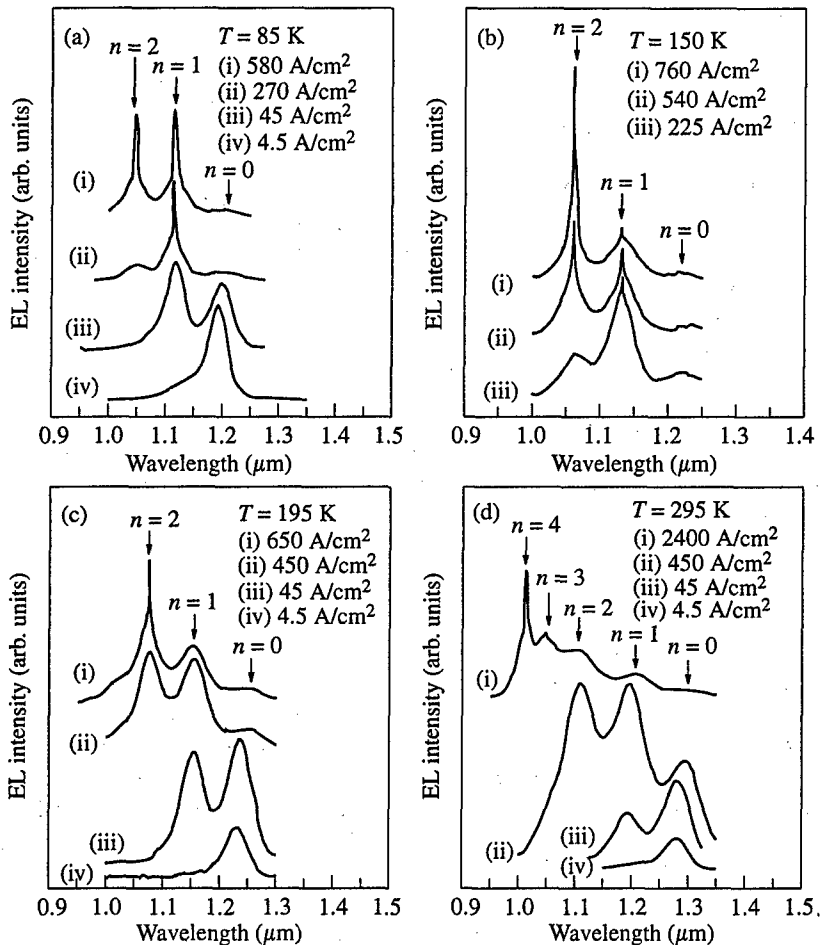 (a)
n = 2
n = 1
n = 0
T = 85 K
(i) 580 A/cm²
(ii) 270 A/cm²
(iii) 45 A/cm²
(iv) 4.5 A/cm²
(i)
(ii)
(iii)
(iv)
EL intensity (arb. units)
0.9 1.0 1.1 1.2 1.3 1.4 1.5
Wavelength (μm)
(b)
n = 2
n = 1
n = 0
T = 150 K
(i) 760 A/cm²
(ii) 540 A/cm²
(iii) 225 A/cm²
(i)
(ii)
(iii)
EL intensity (arb. units)
0.9 1.0 1.1 1.2 1.3 1.4
Wavelength (μm)
(c)
n = 2
n = 1
n = 0
T = 195 K
(i) 650 A/cm²
(ii) 450 A/cm²
(iii) 45 A/cm²
(iv) 4.5 A/cm²
(i)
(ii)
(iii)
(iv)
EL intensity (arb. units)
0.9 1.0 1.1 1.2 1.3 1.4 1.5
Wavelength (μm)
(d)
n = 4
n = 3
n = 2
n = 1
n = 0
T = 295 K
(i) 2400 A/cm²
(ii) 450 A/cm²
(iii) 45 A/cm²
(iv) 4.5 A/cm²
(i)
(ii)
(iii)
(iv)
EL intensity (arb. units)
0.9 1.0 1.1 1.2 1.3 1.4 1.5
Wavelength (μm)